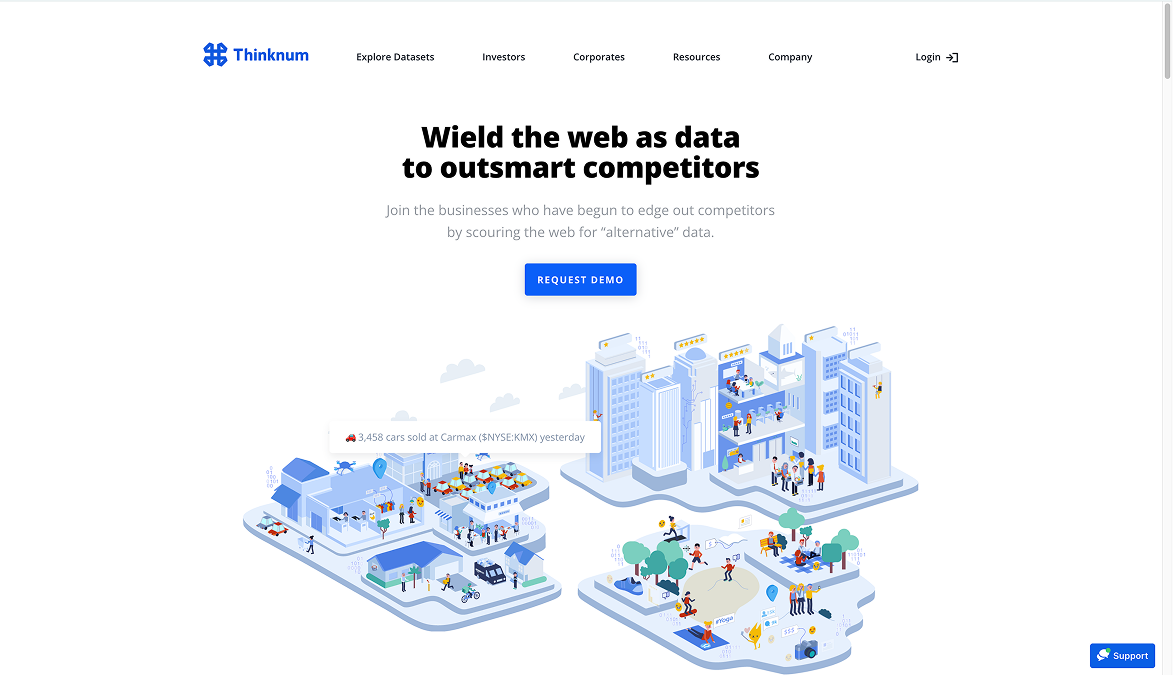 Thinknum
Explore Datasets
Investors
Corporates
Resources
Company
Login
Wield the web as data
to outsmart competitors
Join the businesses who have begun to edge out competitors
by scouring the web for “alternative” data.
REQUEST DEMO
3,458 cars sold at Carmax ($NYSE:KMX) yesterday
#Yoga
$$$
Support